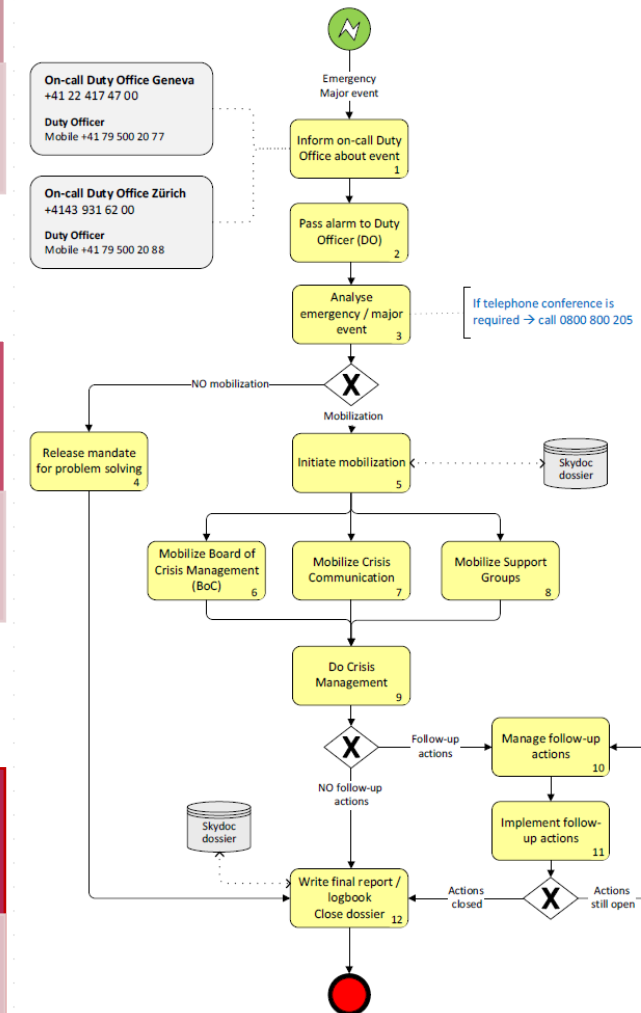 Emergency
Major event
On-call Duty Office Geneva
+41 22 417 47 00
Duty Officer
Mobile +41 79 500 20 77
On-call Duty Office Zürich
+4143 931 62 00
Duty Officer
Mobile +41 79 500 20 88
Inform on-call Duty
Office about event
1
Pass alarm to Duty
Officer (DO)
2
Analyse
emergency / major
event
3
If telephone conference is
required → call 0800 800 205
X
NO mobilization
Mobilization
Release mandate
for problem solving
4
Initiate mobilization
5
Skydoc
dossier
Mobilize Board of
Crisis Management
(BoC)
6
Mobilize Crisis
Communication
7
Mobilize Support
Groups
8
Do Crisis
Management
9
X
Follow-up
actions
NO follow-up
actions
Manage follow-up
actions
10
Implement follow-
up actions
11
Skydoc
dossier
X
Actions
closed
Actions
still open
Write final report /
logbook
Close dossier
12